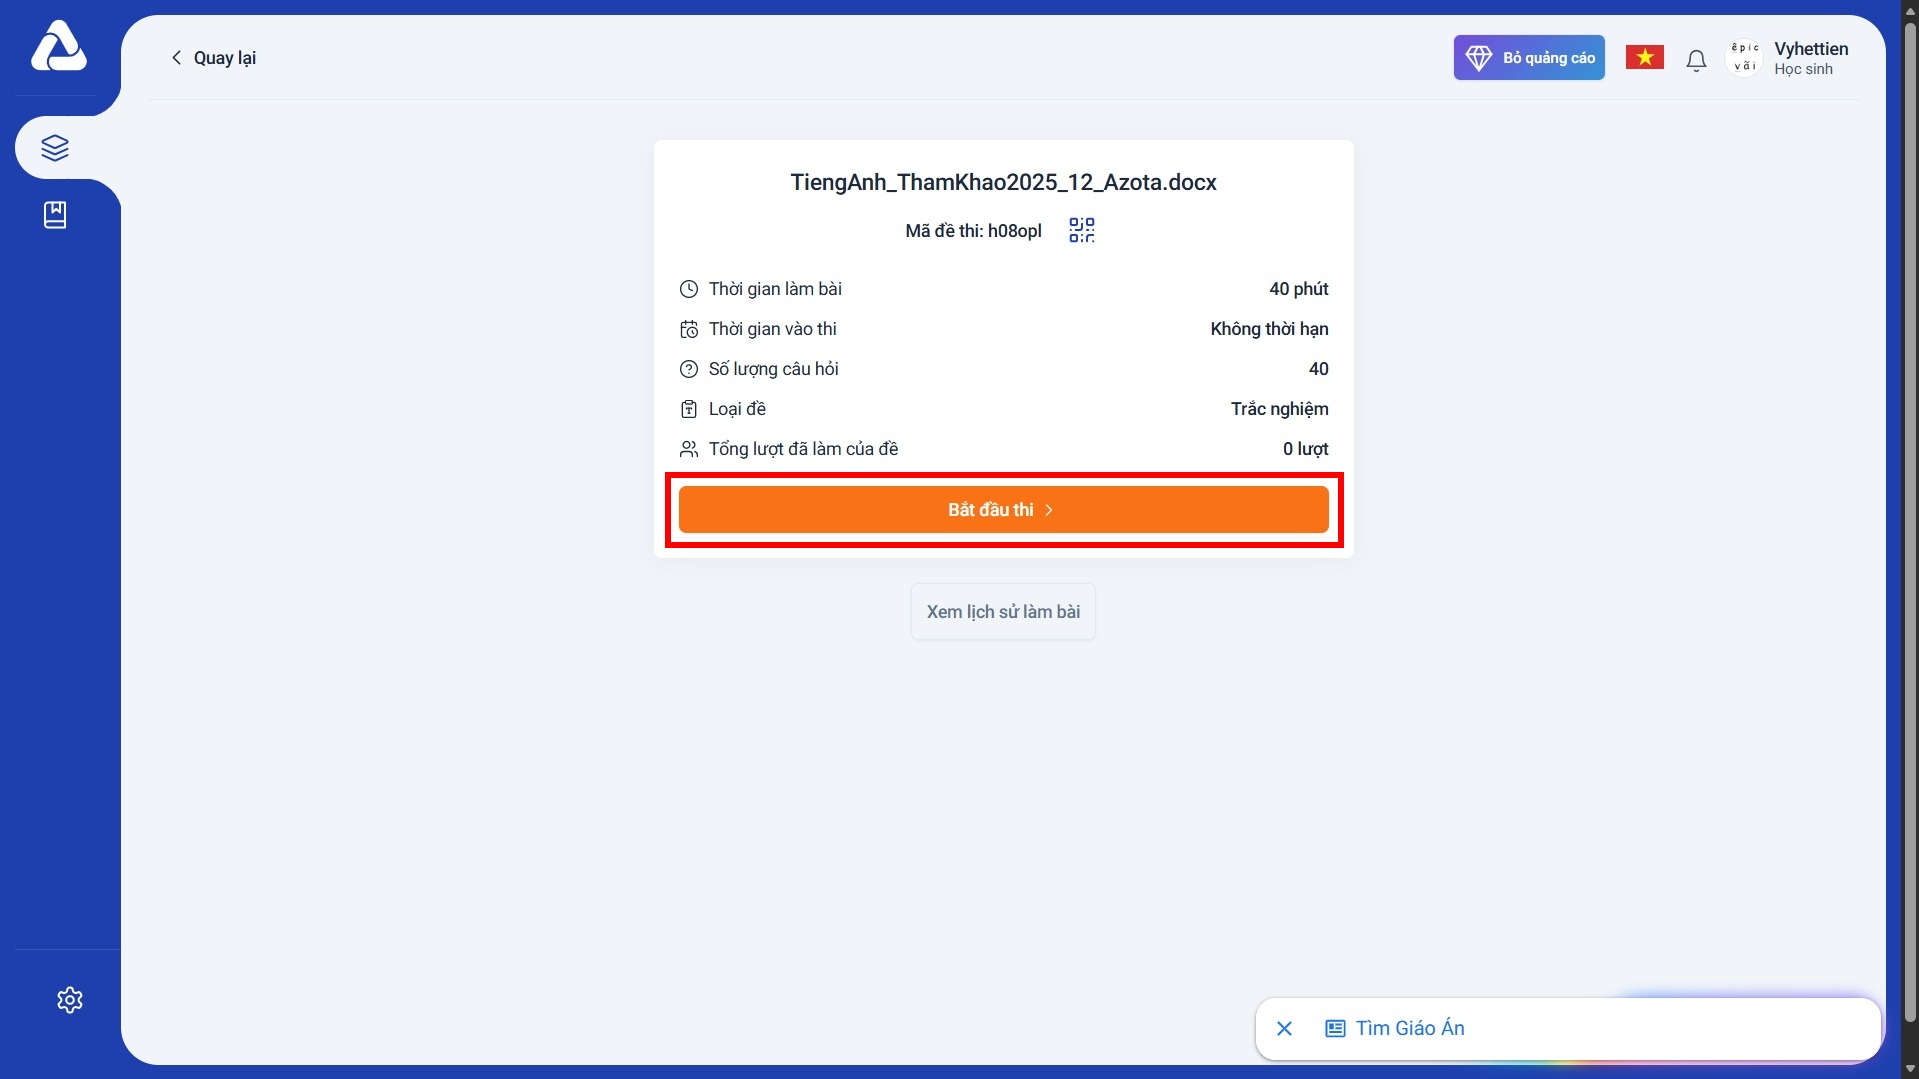 Quay lại
Bỏ quảng cáo
êpic
vãi
Vyhettien
Học sinh
TiengAnh_ThamKhao2025_12_Azota.docx
Mã đề thi: h08opl
Thời gian làm bài 40 phút
Thời gian vào thi Không thời hạn
Số lượng câu hỏi 40
Loại đề Trắc nghiệm
Tổng lượt đã làm của đề 0 lượt
Bắt đầu thi
Xem lịch sử làm bài
Tìm Giáo Án